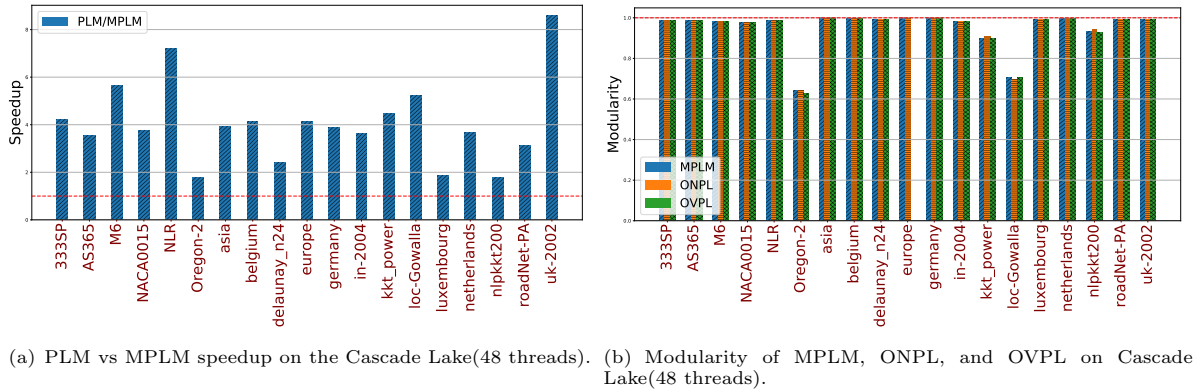 PLM/MPLM
Speedup
8
6
4
2
0
333SP
AS365
M6
NACA0015
NLR
Oregon-2
asia
belgium
delaunay_n24
europe
germany
in-2004
kkt_power
loc-Gowalla
luxembourg
netherlands
nlpkkt200
roadNet-PA
uk-2002
(a) PLM vs MPLM speedup on the Cascade Lake(48 threads).
Modularity
1.0
0.8
0.6
0.4
0.2
0.0
MPLM
ONPL
OVPL
333SP
AS365
M6
NACA0015
NLR
Oregon-2
asia
belgium
delaunay_n24
europe
germany
in-2004
kkt_power
loc-Gowalla
luxembourg
netherlands
nlpkkt200
roadNet-PA
uk-2002
(b) Modularity of MPLM, ONPL, and OVPL on Cascade
Lake(48 threads).